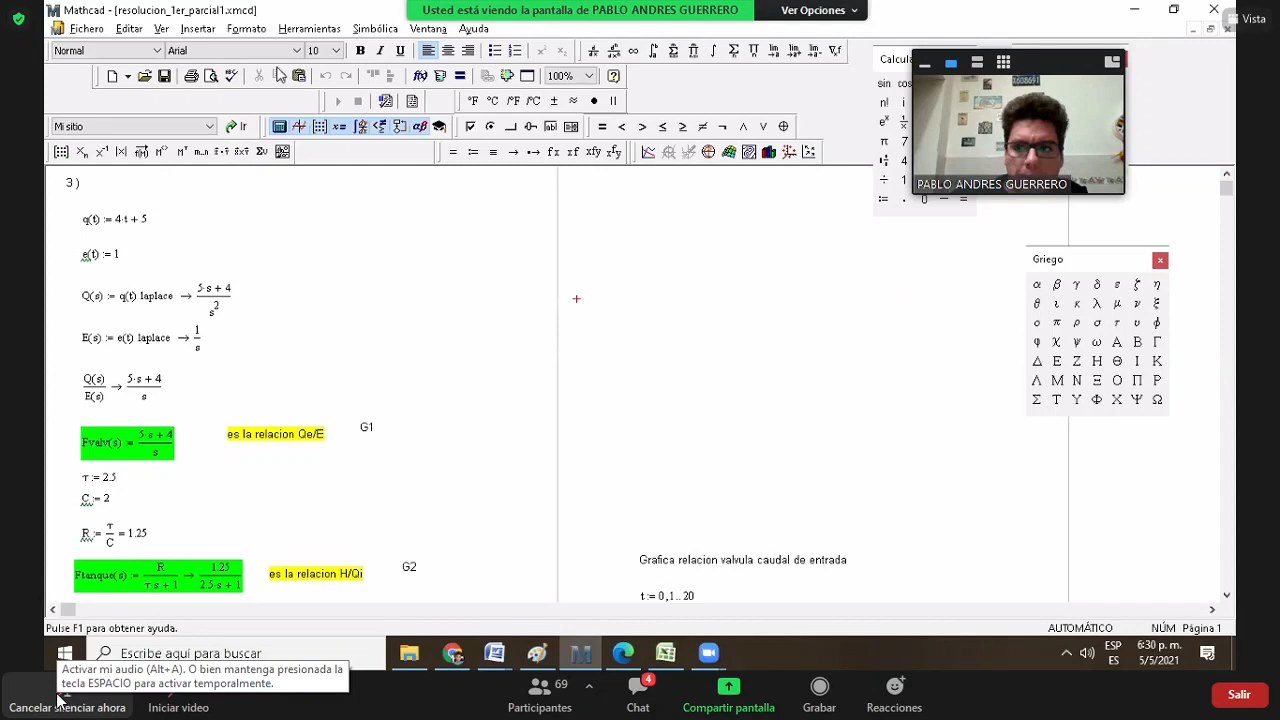 Mathcad - [resolucion_1er_parcial1.xmcd]
Usted está viendo la pantalla de PABLO ANDRES GUERRERO
Ver Opciones
Vista
Fichero Editar Ver Insertar Formato Herramientas Simbólica Ventana Ayuda
Normal Arial 10 B I U
100%
°F °C °F °C ± ≈ ● ||
Mi sitio Ir
PABLO ANDRES GUERRERO
3 )
q(t) := 4·t + 5
e(t) := 1
Q(s) := q(t) laplace → 5·s + 4 / s^2
E(s) := e(t) laplace → 1 / s
Q(s) / E(s) → 5·s + 4 / s
Fvalv(s) := 5·s + 4 / s
es la relacion Qe/E
G1
τ := 2.5
C := 2
R := τ / C = 1.25
Ftanque(s) := R / τ·s + 1 → 1.25 / 2.5·s + 1
es la relacion H/Qi
G2
Grafica relacion valvula caudal de entrada
t := 0,1..20
Griego
α β γ δ ε ζ η
θ ι κ λ μ ν ξ
ο π ρ σ τ υ ϕ
φ χ ψ ω Α Β Γ
Δ Ε Ζ Η Θ Ι Κ
Λ Μ Ν Ξ Ο Π Ρ
Σ Τ Υ Φ Χ Ψ Ω
Pulse F1 para obtener ayuda.
AUTOMÁTICO NÚM Página 1
Escribe aquí para buscar
ESP
ES
6:30 p. m.
5/5/2021
Activar mi audio (Alt+A). O bien mantenga presionada la
tecla ESPACIO para activar temporalmente.
Iniciar video
69
Participantes
4
Chat
Compartir pantalla
Grabar
Reacciones
Salir